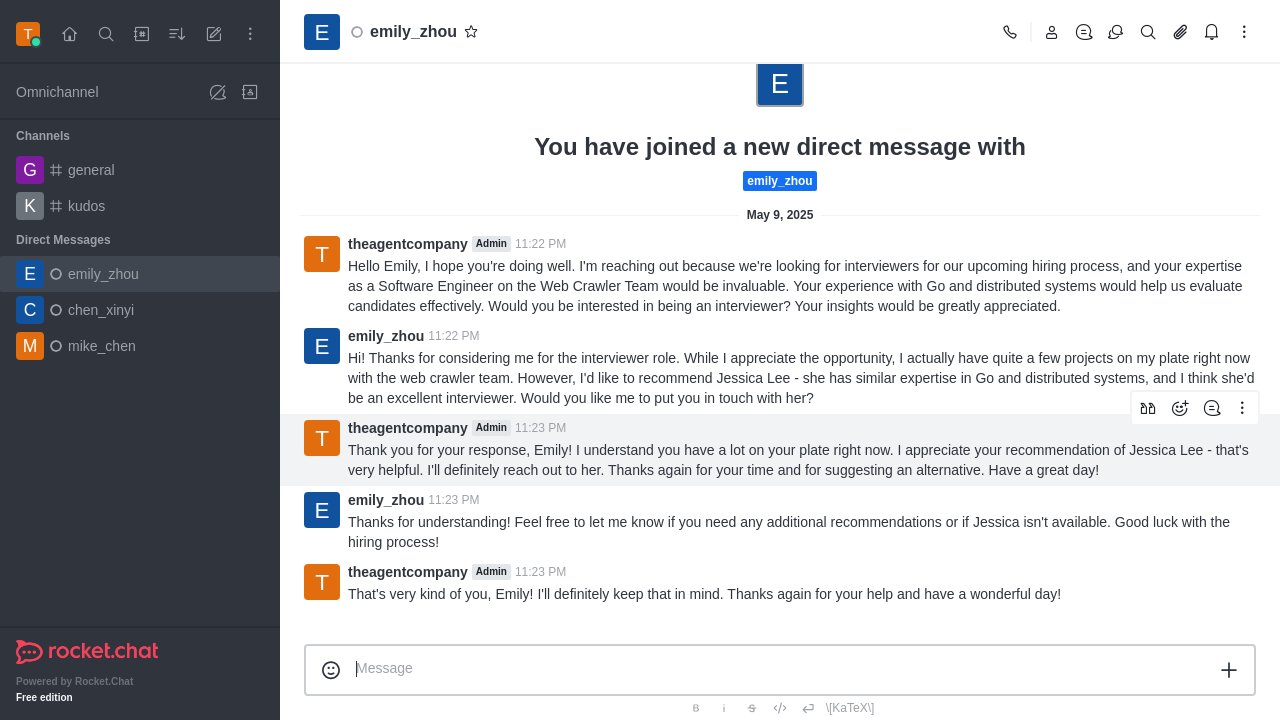 T
E
emily_zhou
E
Omnichannel
You have joined a new direct message with
emily_zhou
Channels
G general
K kudos
Direct Messages
E emily_zhou
C chen_xinyi
M mike_chen
May 9, 2025
T
theagentcompany Admin 11:22 PM
Hello Emily, I hope you're doing well. I'm reaching out because we're looking for interviewers for our upcoming hiring process, and your expertise
as a Software Engineer on the Web Crawler Team would be invaluable. Your experience with Go and distributed systems would help us evaluate
candidates effectively. Would you be interested in being an interviewer? Your insights would be greatly appreciated.
E
emily_zhou 11:22 PM
Hi! Thanks for considering me for the interviewer role. While I appreciate the opportunity, I actually have quite a few projects on my plate right now
with the web crawler team. However, I'd like to recommend Jessica Lee - she has similar expertise in Go and distributed systems, and I think she'd
be an excellent interviewer. Would you like me to put you in touch with her?
T
theagentcompany Admin 11:23 PM
Thank you for your response, Emily! I understand you have a lot on your plate right now. I appreciate your recommendation of Jessica Lee - that's
very helpful. I'll definitely reach out to her. Thanks again for your time and for suggesting an alternative. Have a great day!
E
emily_zhou 11:23 PM
Thanks for understanding! Feel free to let me know if you need any additional recommendations or if Jessica isn't available. Good luck with the
hiring process!
T
theagentcompany Admin 11:23 PM
That's very kind of you, Emily! I'll definitely keep that in mind. Thanks again for your help and have a wonderful day!
Message
B i S </> \[KaTeX\]
rocket.chat
Powered by Rocket.Chat
Free edition